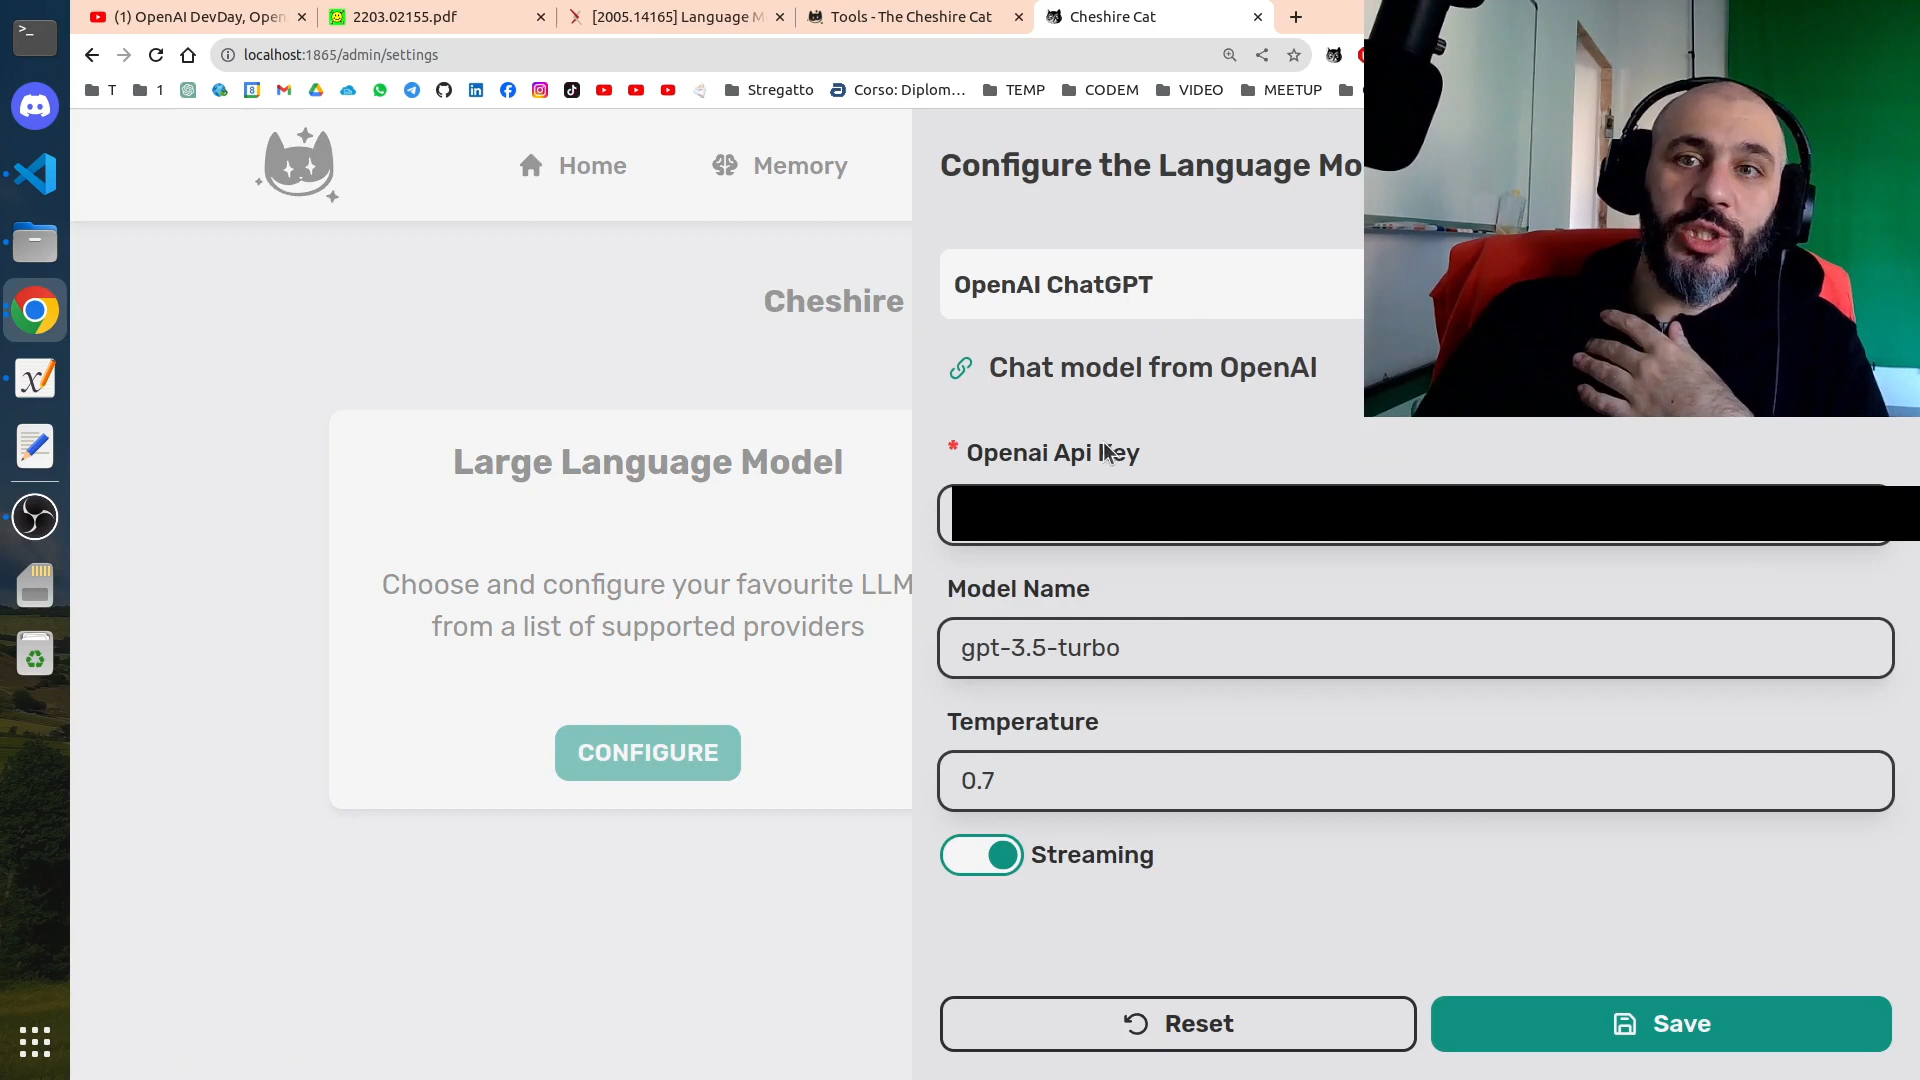 (1) OpenAI DevDay, Open
2203.02155.pdf
[2005.14165] Language M
Tools - The Cheshire Cat
Cheshire Cat
localhost:1865/admin/settings
T
1
8
Stregatto
Corso: Diplom...
TEMP
CODEM
VIDEO
MEETUP
Home
Memory
Configure the Language Mo
Cheshire
OpenAI ChatGPT
Chat model from OpenAI
Large Language Model
* Openai Api Key
Choose and configure your favourite LLM
from a list of supported providers
CONFIGURE
Model Name
gpt-3.5-turbo
Temperature
0.7
Streaming
Reset
Save